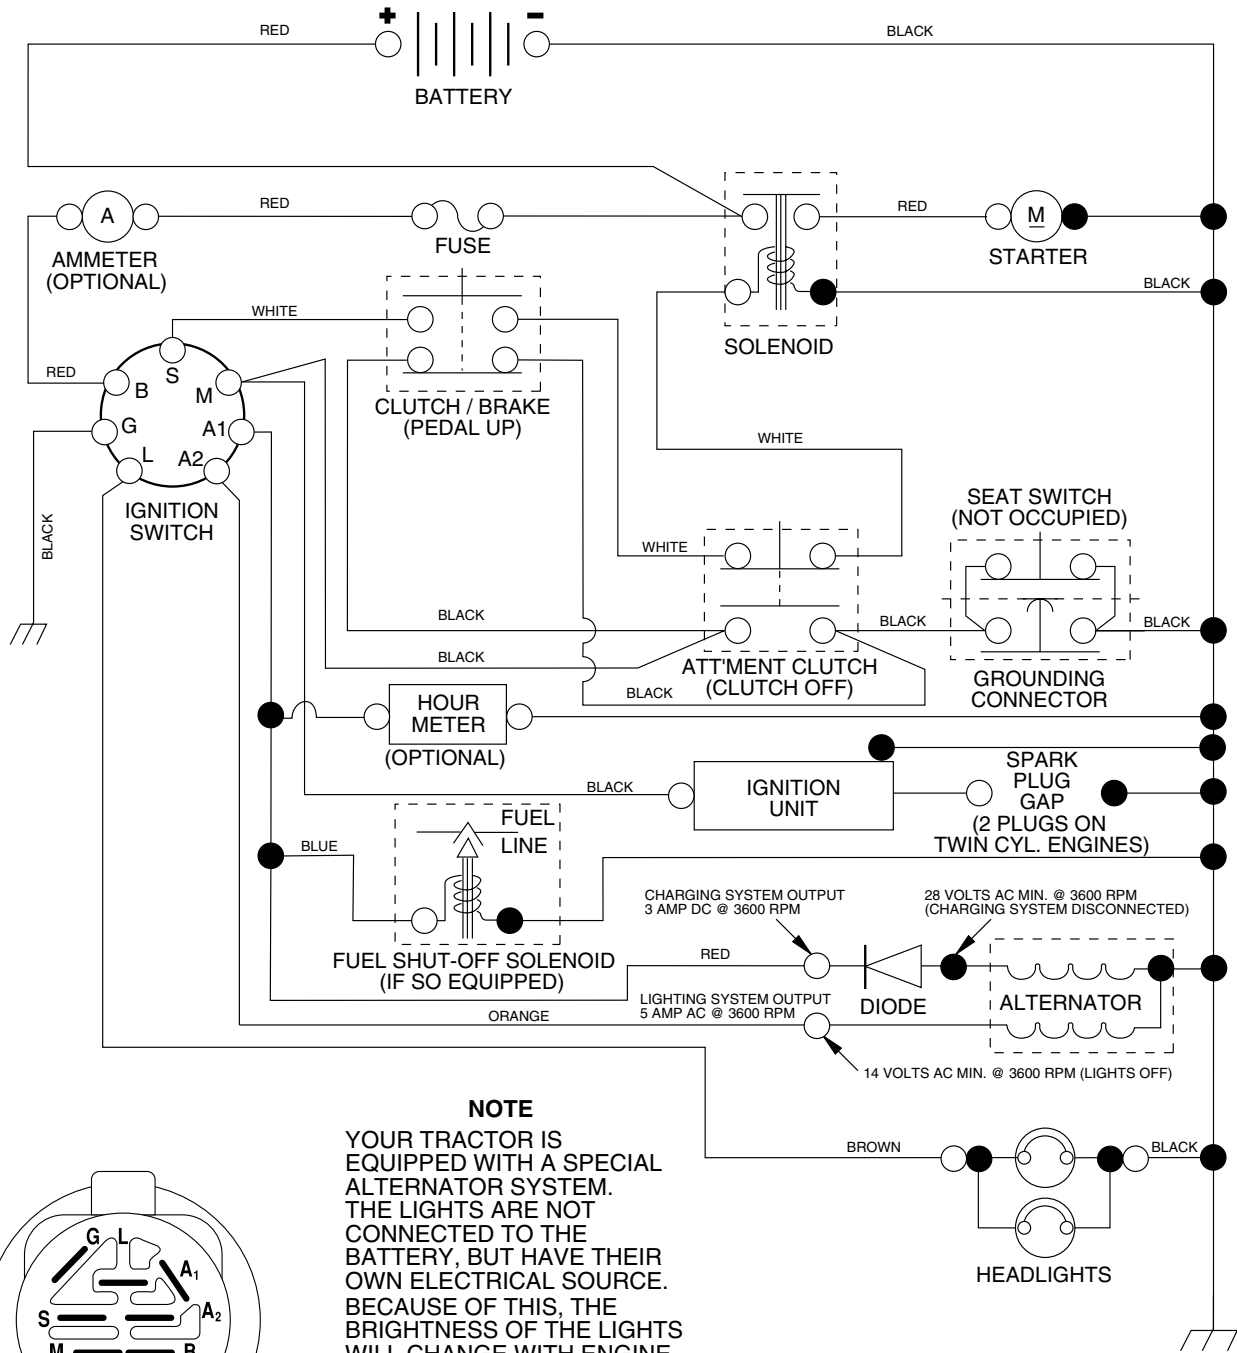 + -
RED
BLACK
BATTERY
RED
RED
A
M
FUSE
STARTER
AMMETER
(OPTIONAL)
BLACK
WHITE
SOLENOID
RED
B
S
M
G
A1
L
A2
CLUTCH / BRAKE
(PEDAL UP)
WHITE
IGNITION
SWITCH
BLACK
SEAT SWITCH
(NOT OCCUPIED)
WHITE
BLACK
BLACK
BLACK
BLACK
ATT'MENT CLUTCH
(CLUTCH OFF)
BLACK
GROUNDING
CONNECTOR
HOUR
METER
(OPTIONAL)
BLACK
IGNITION
UNIT
SPARK
PLUG
GAP
(2 PLUGS ON
TWIN CYL. ENGINES)
BLUE
FUEL
LINE
FUEL SHUT-OFF SOLENOID
(IF SO EQUIPPED)
CHARGING SYSTEM OUTPUT
3 AMP DC @ 3600 RPM
28 VOLTS AC MIN. @ 3600 RPM
(CHARGING SYSTEM DISCONNECTED)
RED
DIODE
ALTERNATOR
LIGHTING SYSTEM OUTPUT
5 AMP AC @ 3600 RPM
ORANGE
14 VOLTS AC MIN. @ 3600 RPM (LIGHTS OFF)
BROWN
BLACK
HEADLIGHTS
NOTE
YOUR TRACTOR IS
EQUIPPED WITH A SPECIAL
ALTERNATOR SYSTEM.
THE LIGHTS ARE NOT
CONNECTED TO THE
BATTERY, BUT HAVE THEIR
OWN ELECTRICAL SOURCE.
BECAUSE OF THIS, THE
BRIGHTNESS OF THE LIGHTS
WILL CHANGE WITH ENGINE
G L
A1
S
A2
M
B